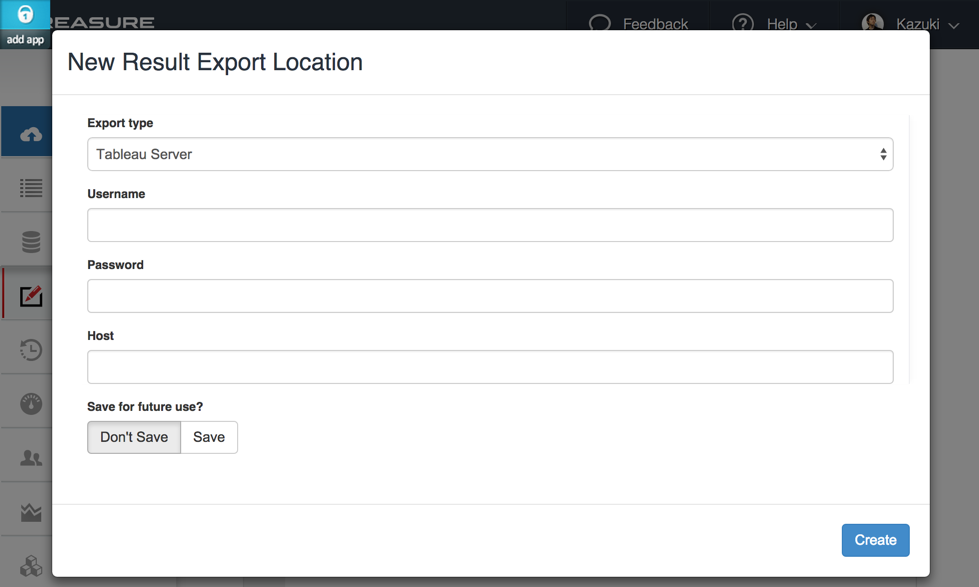 add app
REASURE
Feedback
Help
Kazuki
New Result Export Location
Export type
Tableau Server
Username
Password
Host
Save for future use?
Don't Save
Save
Create